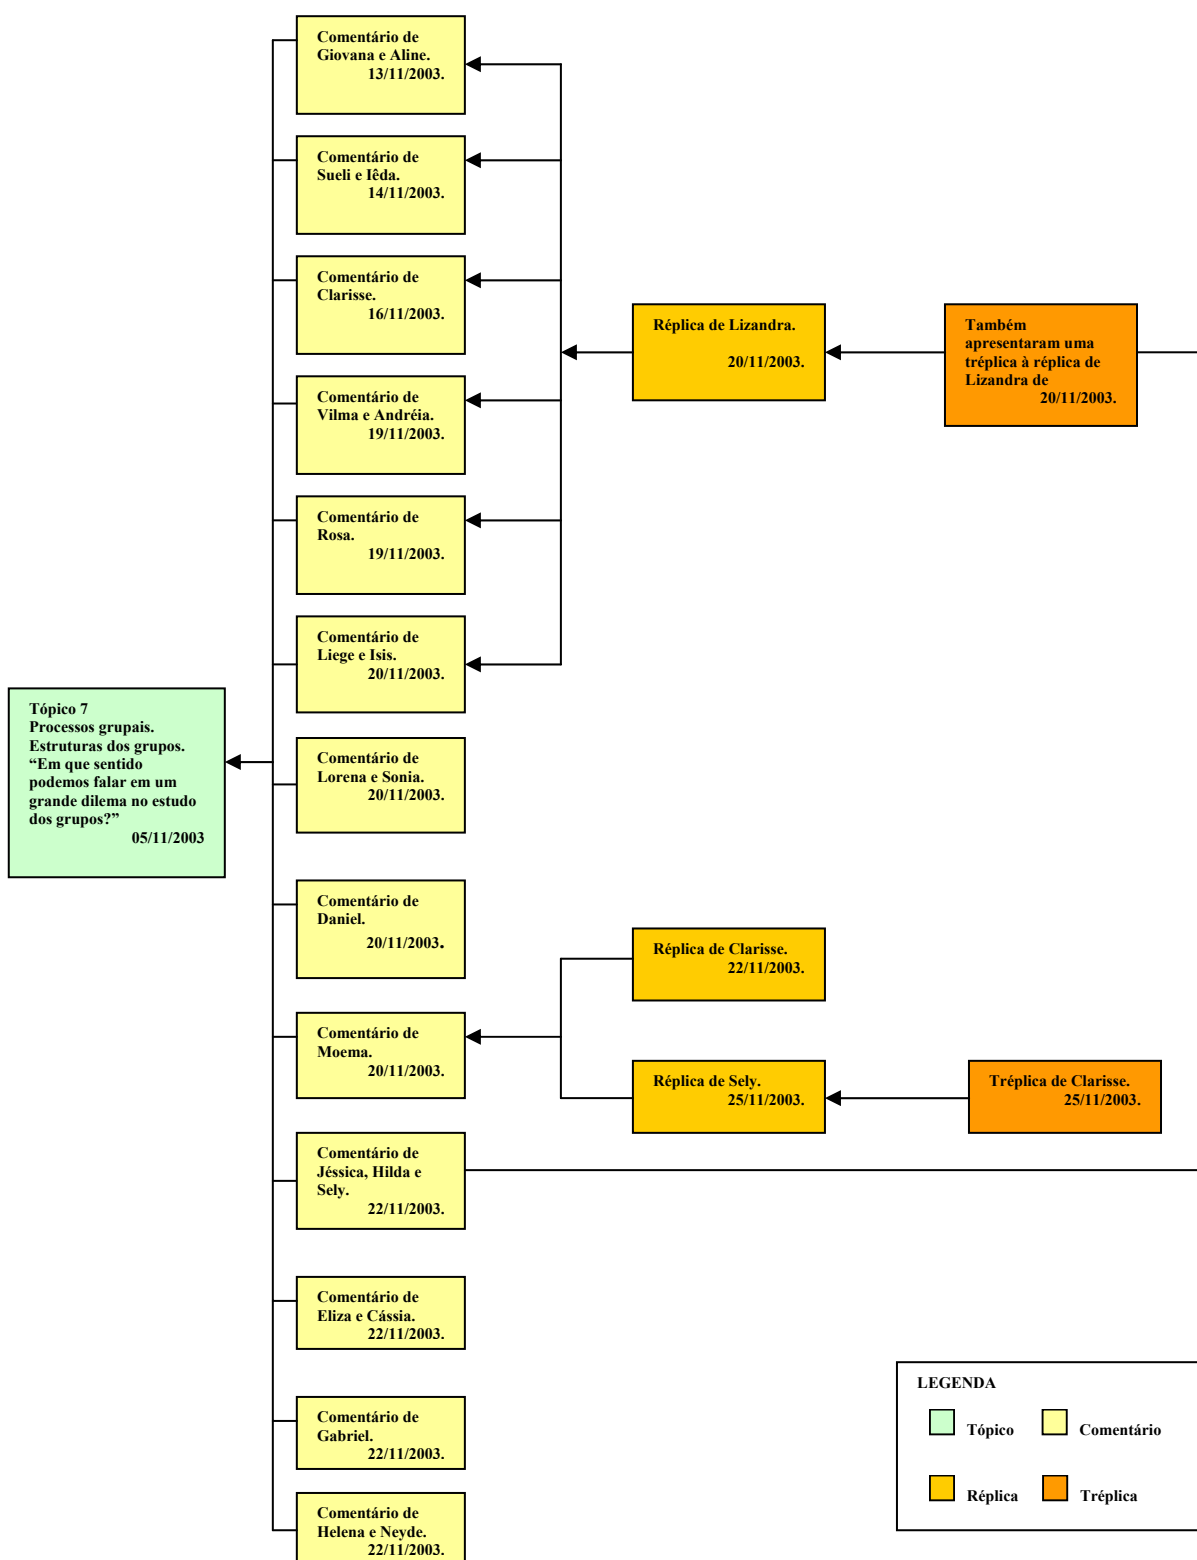 Comentário de
Giovana e Aline.
13/11/2003.
Comentário de
Sueli e Iêda.
14/11/2003.
Comentário de
Clarisse.
16/11/2003.
Comentário de
Vilma e Andréia.
19/11/2003.
Comentário de
Rosa.
19/11/2003.
Comentário de
Liege e Isis.
20/11/2003.
Réplica de Lizandra.
20/11/2003.
Também
apresentaram uma
tréplica à réplica de
Lizandra de
20/11/2003.
Tópico 7
Processos grupais.
Estruturas dos grupos.
“Em que sentido
podemos falar em um
grande dilema no estudo
dos grupos?”
05/11/2003
Comentário de
Lorena e Sonia.
20/11/2003.
Comentário de
Daniel.
20/11/2003.
Comentário de
Moema.
20/11/2003.
Réplica de Clarisse.
22/11/2003.
Réplica de Sely.
25/11/2003.
Tréplica de Clarisse.
25/11/2003.
Comentário de
Jéssica, Hilda e
Sely.
22/11/2003.
Comentário de
Eliza e Cássia.
22/11/2003.
Comentário de
Gabriel.
22/11/2003.
Comentário de
Helena e Neyde.
22/11/2003.
LEGENDA
Tópico
Comentário
Réplica
Tréplica